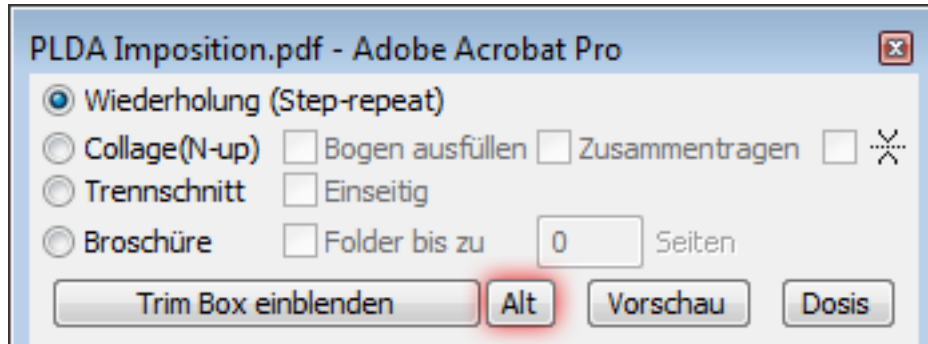 PLDA Imposition.pdf - Adobe Acrobat Pro
Wiederholung (Step-repeat)
Collage(N-up) Bogen ausfüllen Zusammentragen
Trennschnitt Einseitig
Broschüre Folder bis zu 0 Seiten
Trim Box einblenden Alt Vorschau Dosis